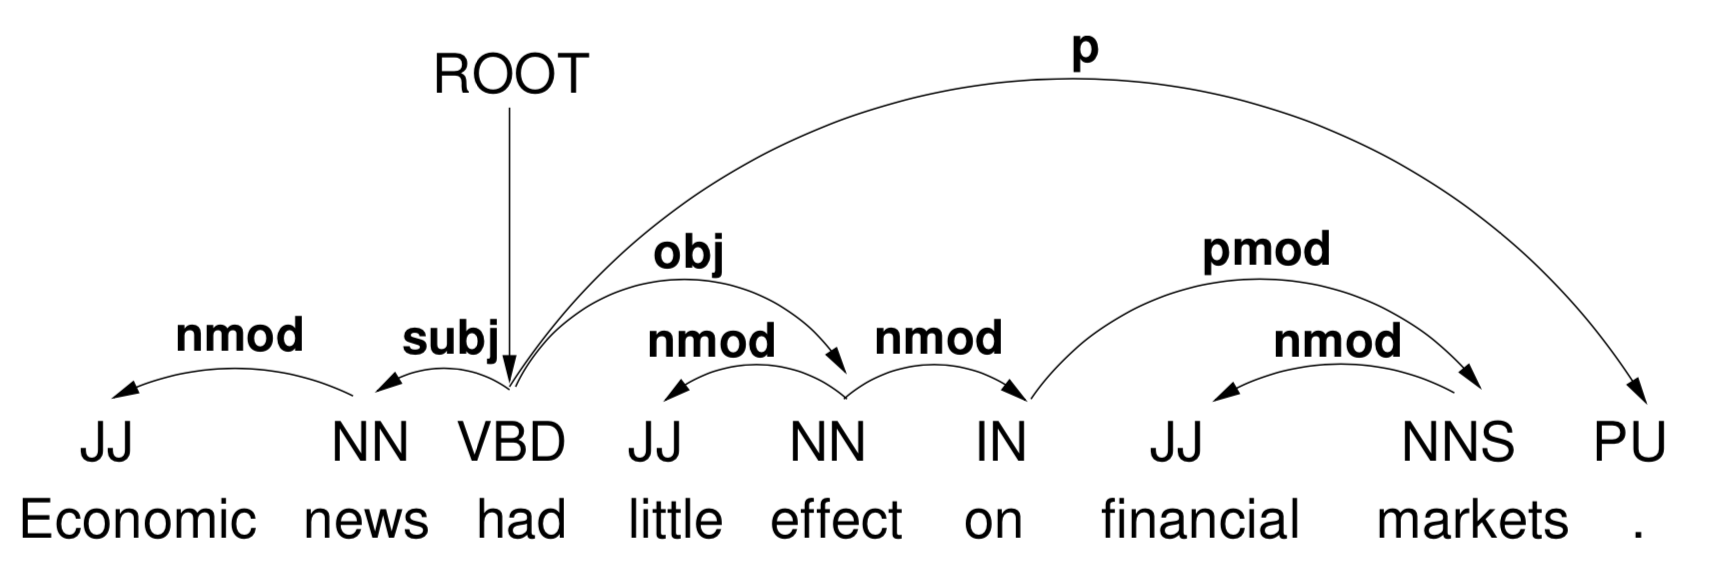 p
ROOT
obj pmod
nmod subj nmod nmod nmod
JJ NN VBD JJ NN IN JJ NNS PU
Economic news had little effect on financial markets .